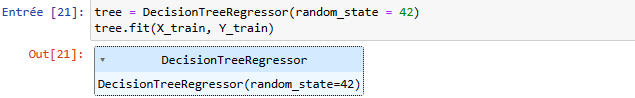 Entrée [21]: tree = DecisionTreeRegressor(random_state = 42)
tree.fit(X_train, Y_train)
Out[21]: DecisionTreeRegressor
DecisionTreeRegressor(random_state=42)